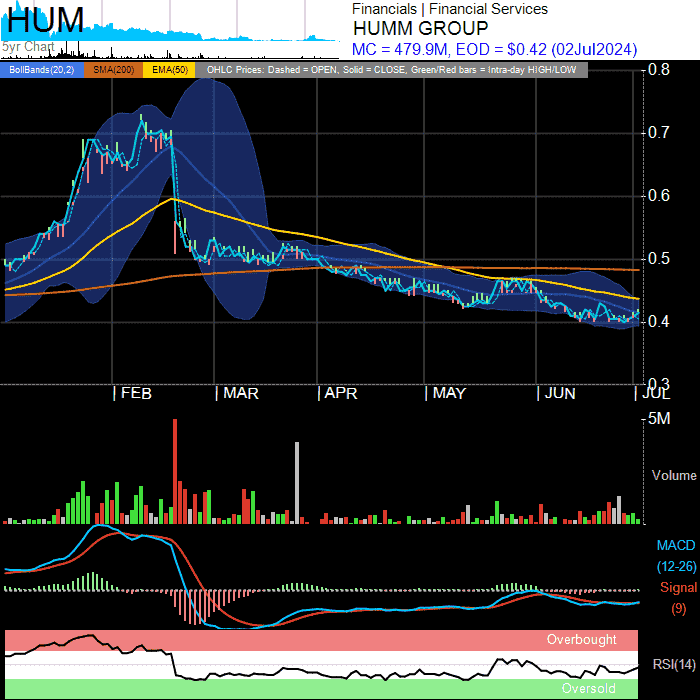 HUM
5yr Chart
Financials | Financial Services
HUMM GROUP
MC = 479.9M, EOD = $0.42 (02Jul2024)
BollBands(20,2) SMA(200) EMA(50) OHLC Prices: Dashed = OPEN, Solid = CLOSE, Green/Red bars = Intra-day HIGH/LOW
0.8
0.7
0.6
0.5
0.4
0.3
FEB MAR APR MAY JUN JUL
5M
Volume
MACD
(12-26)
Signal
(9)
Overbought
RSI(14)
Oversold